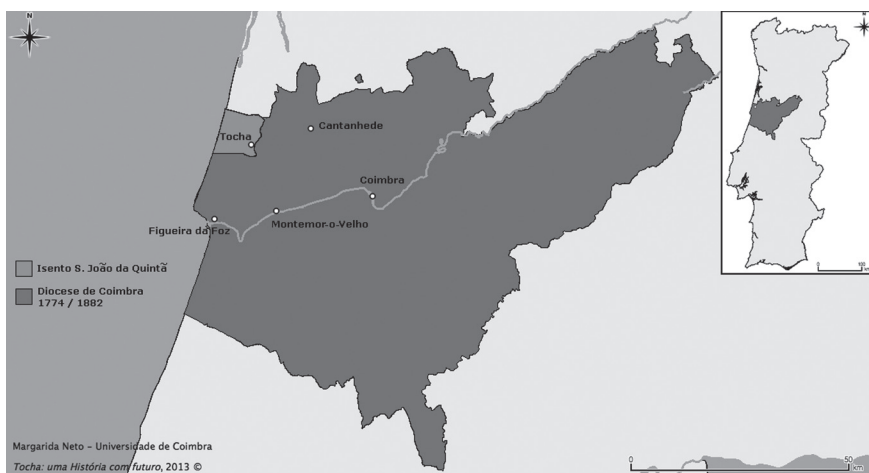 N
N
Cantanhede
Tocha
Coimbra
Montemor-o-Velho
Figueira da Foz
Isento S. João da Quintã
Diocese de Coimbra
1774 / 1882
0 100
km
Margarida Neto – Universidade de Coimbra
Tocha: uma História com futuro, 2013 ©
0 50
km